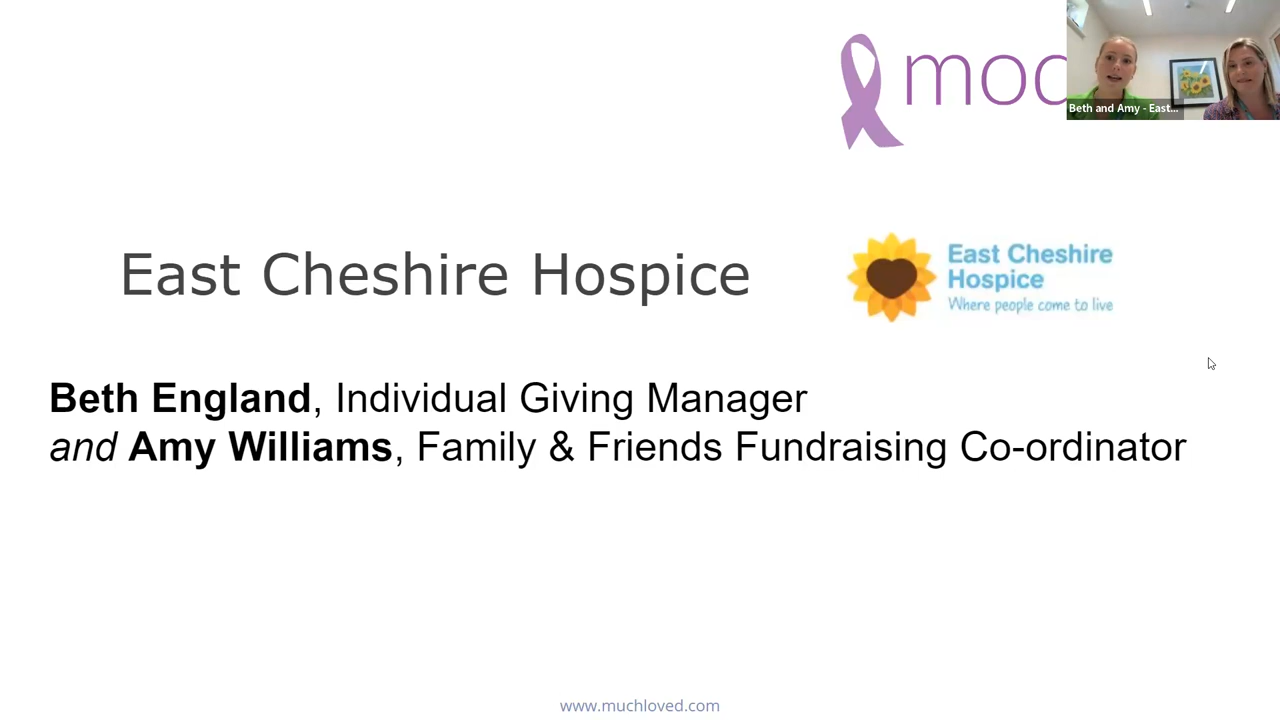 moc
Beth and Amy - East...
East Cheshire Hospice
East Cheshire
Hospice
Where people come to live
Beth England, Individual Giving Manager
and Amy Williams, Family & Friends Fundraising Co-ordinator
www.muchloved.com